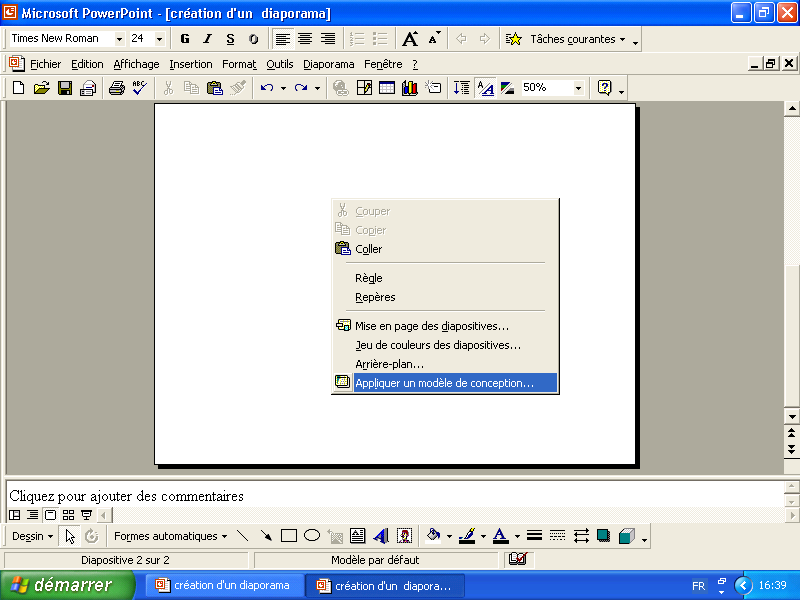 Microsoft PowerPoint - [création d'un  diaporama]
Times New Roman 24 G I S O A A Tâches courantes
Fichier Edition Affichage Insertion Format Outils Diaporama Fenêtre ?
50%
Couper
Copier
Coller
Règle
Repères
Mise en page des diapositives...
Jeu de couleurs des diapositives...
Arrière-plan...
Appliquer un modèle de conception...
Cliquez pour ajouter des commentaires
Dessin Formes automatiques
Diapositive 2 sur 2 Modèle par défaut
démarrer création d'un diaporama création d'un  diapora... FR 16:39